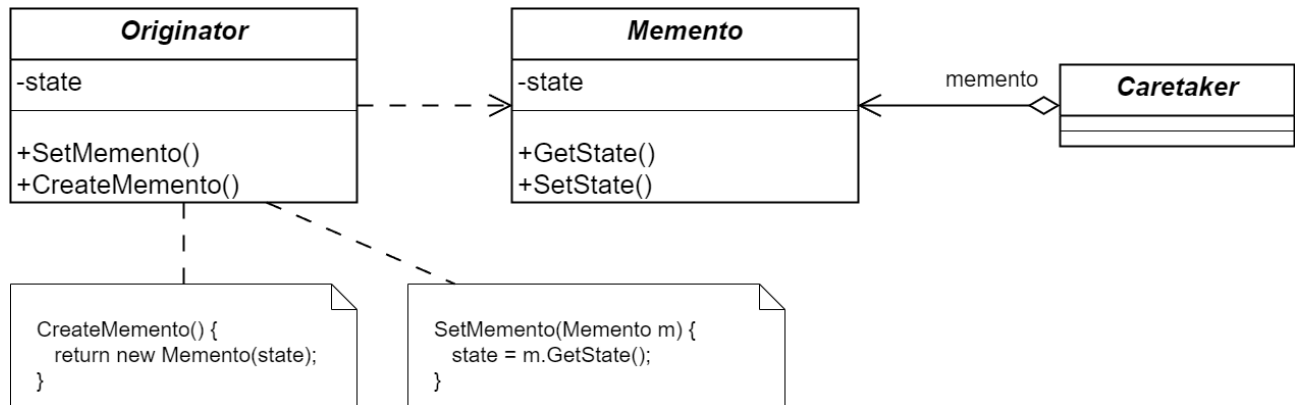 Originator
-state
+SetMemento()
+CreateMemento()
Memento
-state
+GetState()
+SetState()
memento
Caretaker
CreateMemento() {
return new Memento(state);
}
SetMemento(Memento m) {
state = m.GetState();
}